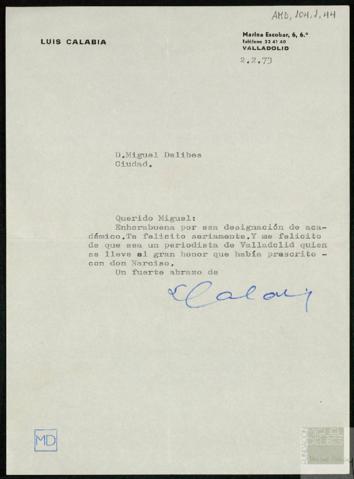 AMD, 104, 1, 44
LUIS CALABIA
Marina Escobar, 6, 6.º
Teléfono 22 41 40
VALLADOLID
2.2.73
D.Miguel Delibes
Ciudad.
Querido Miguel:
Enhorabuena por esa designación de aca-
démico.Te felicito seriamente.Y me felicito
de que sea un periodista de Valladolid quien
se lleve el gran honor que había prescrito -
con don Narciso.
Un fuerte abrazo de
MD